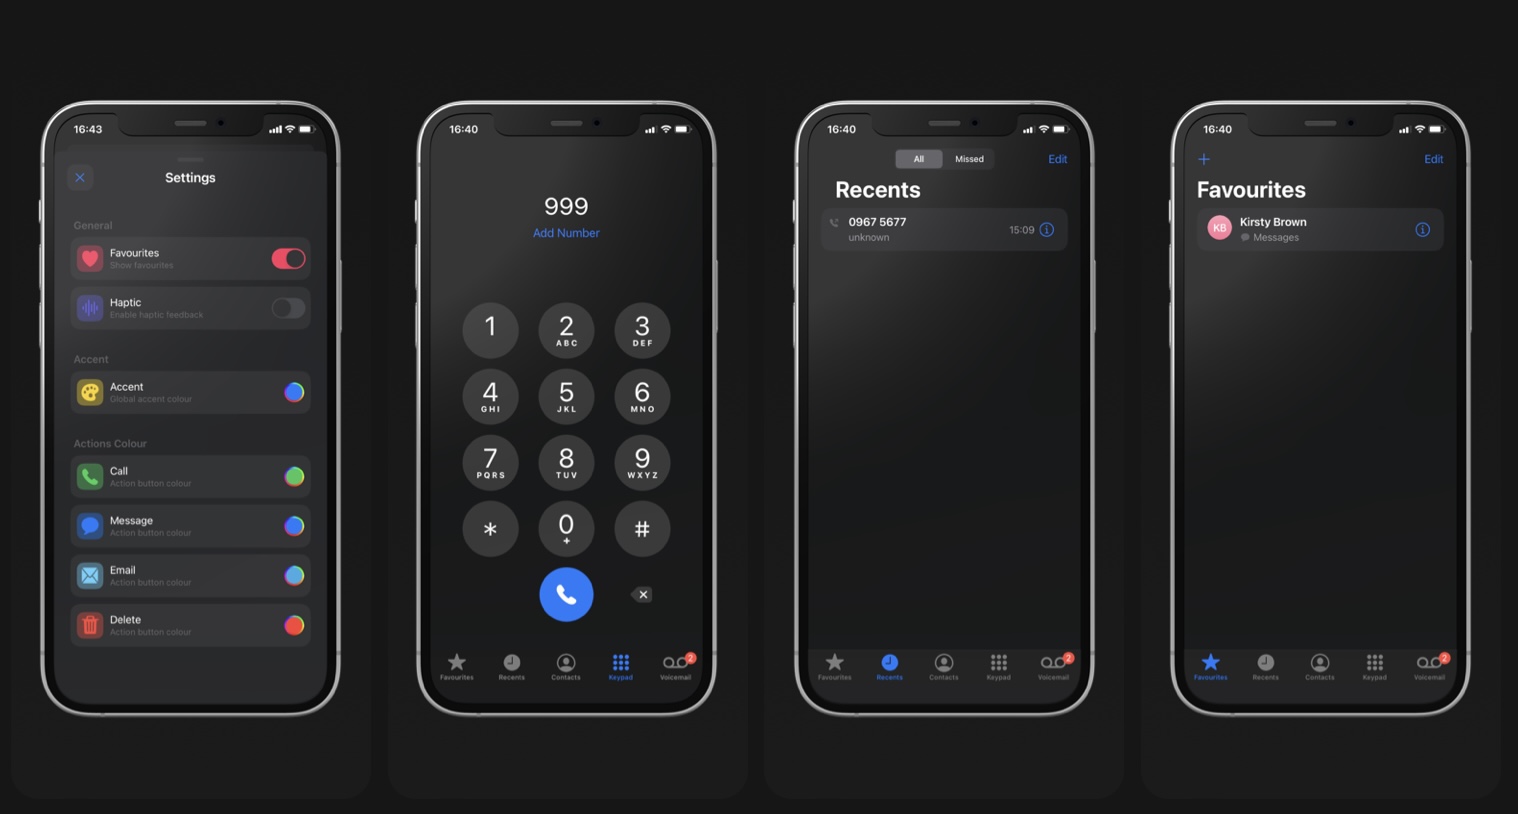 16:43
Settings
General
Favourites
Show favourites
Haptic
Enable haptic feedback
Accent
Accent
Global accent colour
Actions Colour
Call
Action button colour
Message
Action button colour
Email
Action button colour
Delete
Action button colour
16:40
999
Add Number
1
2
ABC
3
DEF
4
GHI
5
JKL
6
MNO
7
PQRS
8
TUV
9
WXYZ
*
0
+
#
Favourites
Recents
Contacts
Keypad
2
Voicemail
16:40
All
Missed
Edit
Recents
0967 5677
unknown
15:09
Favourites
Recents
Contacts
Keypad
2
Voicemail
16:40
+
Edit
Favourites
KB
Kirsty Brown
Messages
Favourites
Recents
Contacts
Keypad
2
Voicemail